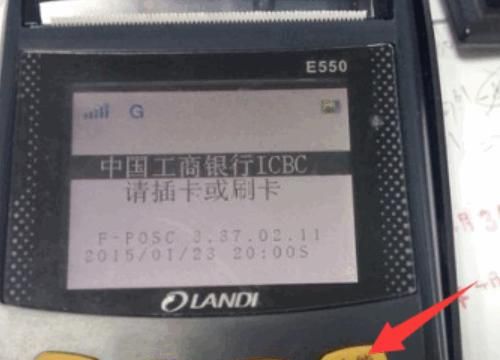 E550
G
中国工商银行ICBC
请插卡或刷卡
F-POSC 3.37.02.11
2015/01/23 20:00S
LANDI